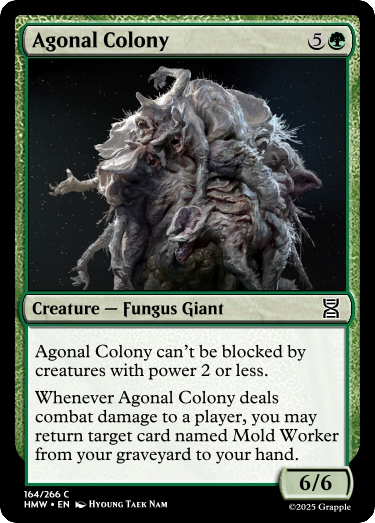 Agonal Colony 5
Creature — Fungus Giant
Agonal Colony can't be blocked by
creatures with power 2 or less.
Whenever Agonal Colony deals
combat damage to a player, you may
return target card named Mold Worker
from your graveyard to your hand.
6/6
164/266 C
HMW • EN Hyoung Taek Nam
©2025 Grapple